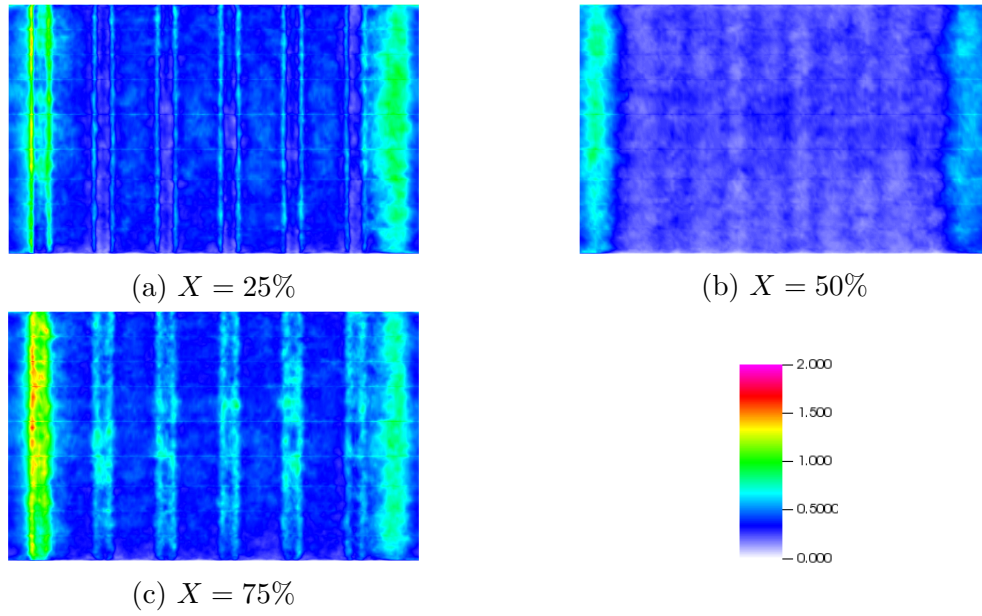 (a) X = 25%
(b) X = 50%
2.000
1.500
1.000
0.5000
0.000
(c) X = 75%